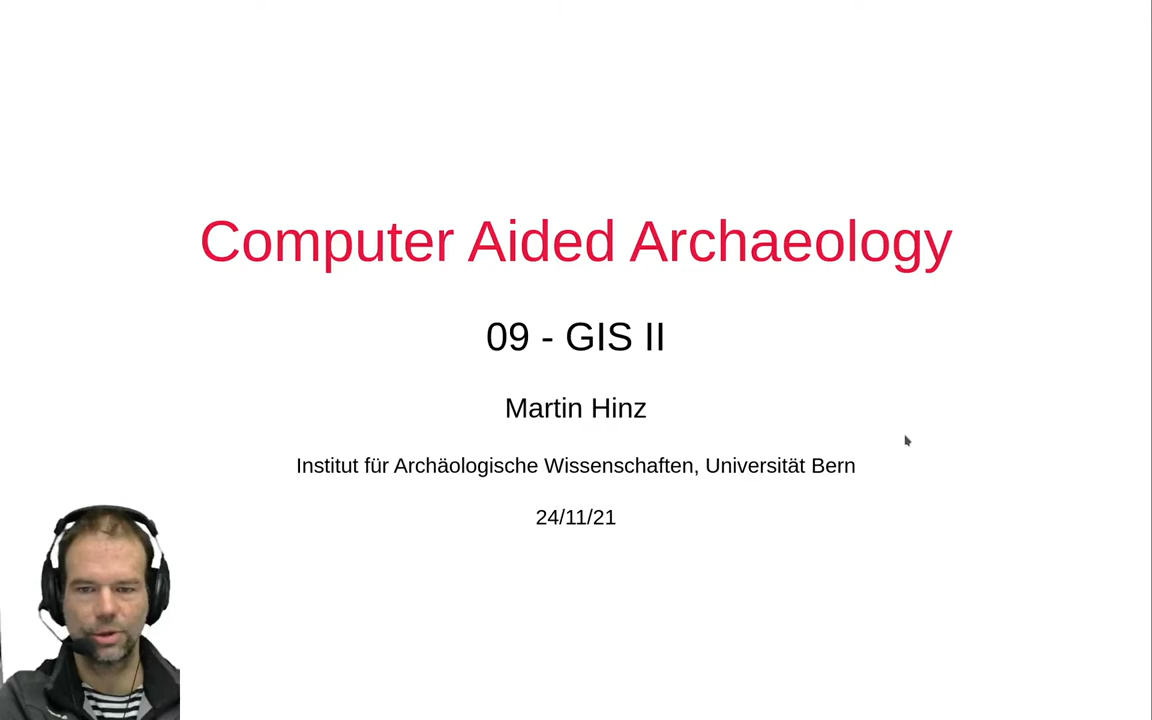 Computer Aided Archaeology
09 - GIS II
Martin Hinz
Institut für Archäologische Wissenschaften, Universität Bern
24/11/21